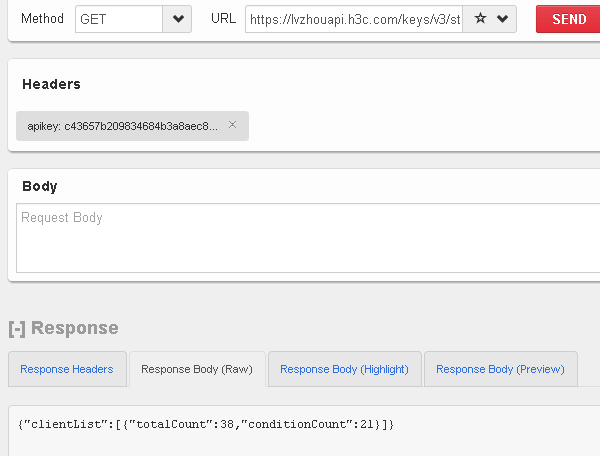 Method GET URL https://lvzhouapi.h3c.com/keys/v3/st SEND
Headers
apikey: c43657b209834684b3a8aec8... ×
Body
Request Body
[-] Response
Response Headers Response Body (Raw) Response Body (Highlight) Response Body (Preview)
{"clientList":[{"totalCount":38,"conditionCount":21}]}